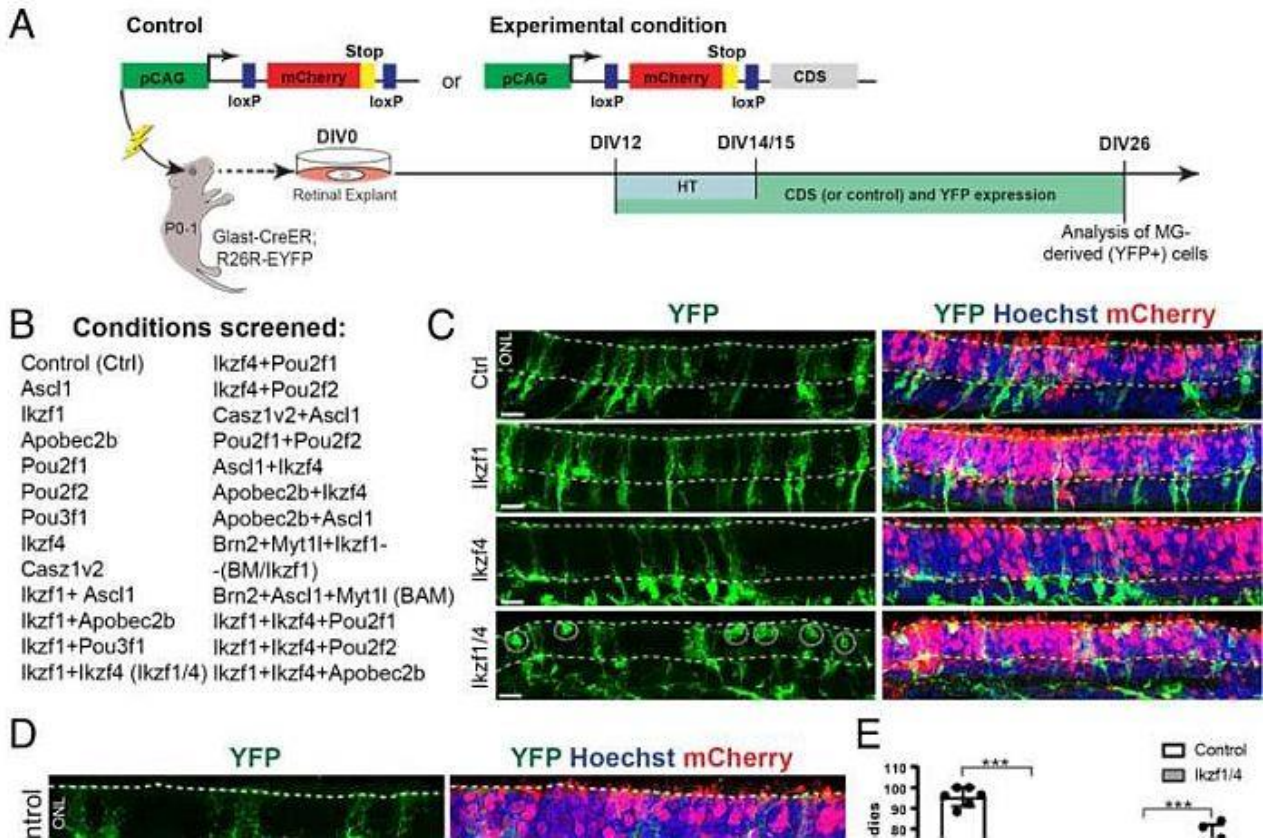 A
Control
Experimental condition
pCAG
loxP
mCherry
Stop
loxP
or
pCAG
loxP
mCherry
Stop
loxP
CDS
DIV0
Retinal Explant
DIV12
DIV14/15
DIV26
HT
CDS (or control) and YFP expression
Analysis of MG-
derived (YFP+) cells
P0-1
Glast-CreER;
R26R-EYFP
B
Conditions screened:
Control (Ctrl)
Ascl1
Ikzf1
Apobec2b
Pou2f1
Pou2f2
Pou3f1
Ikzf4
Casz1v2
Ikzf1+ Ascl1
Ikzf1+Apobec2b
Ikzf1+Pou3f1
Ikzf1+Ikzf4 (Ikzf1/4)
Ikzf4+Pou2f1
Ikzf4+Pou2f2
Casz1v2+Ascl1
Pou2f1+Pou2f2
Ascl1+Ikzf4
Apobec2b+Ikzf4
Apobec2b+Ascl1
Brn2+Myt1l+Ikzf1-
-(BM/Ikzf1)
Brn2+Ascl1+Myt1l (BAM)
Ikzf1+Ikzf4+Pou2f1
Ikzf1+Ikzf4+Pou2f2
Ikzf1+Ikzf4+Apobec2b
C
YFP
YFP Hoechst mCherry
ONL
Ctrl
Ikzf1
Ikzf4
Ikzf1/4
D
YFP
YFP Hoechst mCherry
ONL
ntrol
E
Control
Ikzf1/4
***
***
110
100
90
80
dies